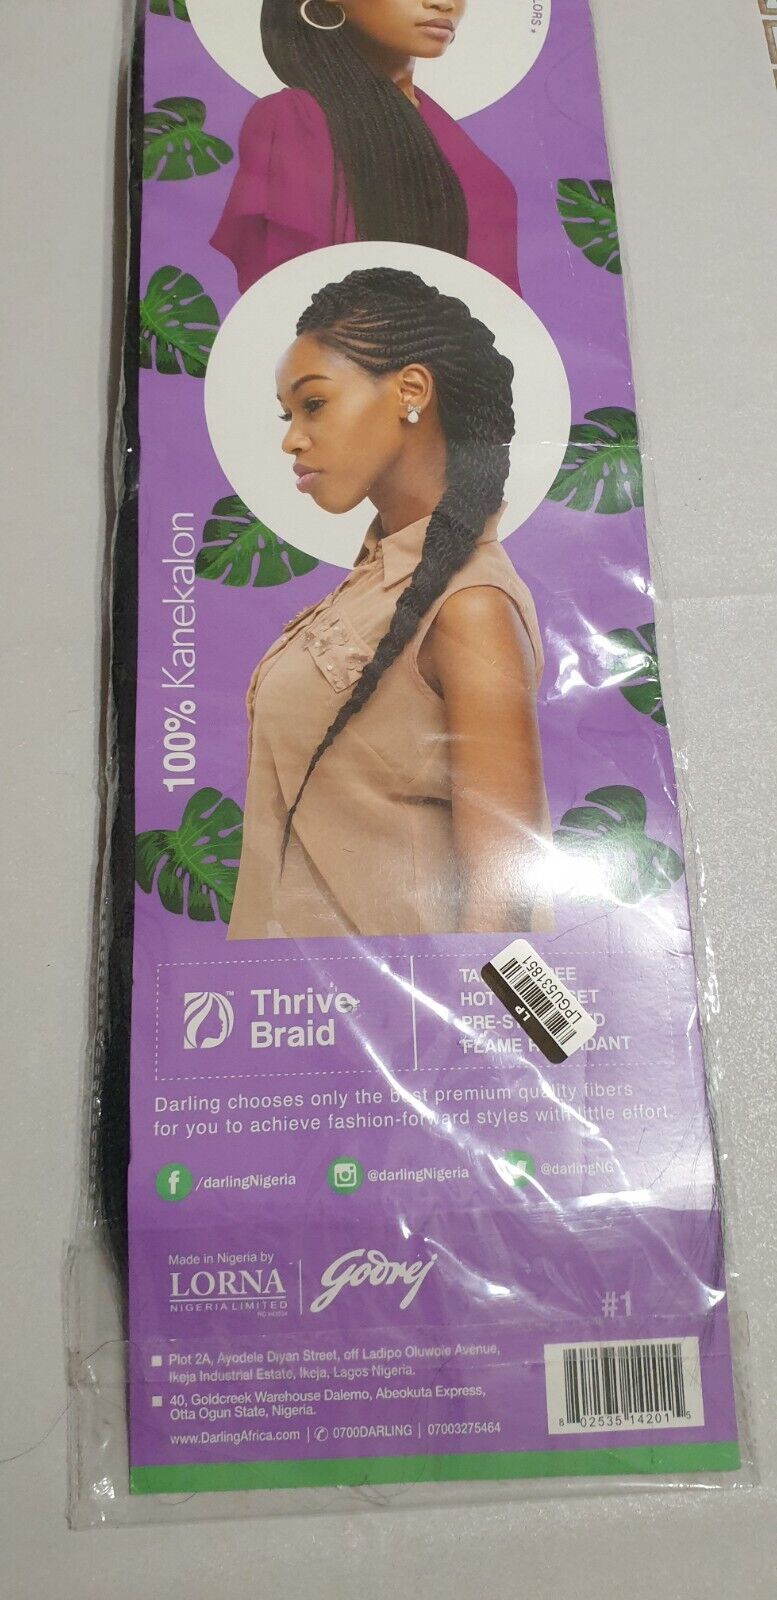 100% Kanekalon
Thrive
Braid
HOT
FLAME
LP
LPGU531851
Darling chooses only the best premium quality fibers
for you to achieve fashion-forward styles with little effort.
/darlingNigeria
@darlingNigeria
@darlingNG
Made in Nigeria by
LORNA
NIGERIA LIMITED
Godrej
#1
Plot 2A, Ayodele Diyan Street, off Ladipo Oluwole Avenue,
Ikeja Industrial Estate, Ikeja, Lagos Nigeria.
40, Goldcreek Warehouse Dalemo, Abeokuta Express,
Otta Ogun State, Nigeria.
www.DarlingAfrica.com | 0700DARLING | 07003275464
8 02535 14201 5